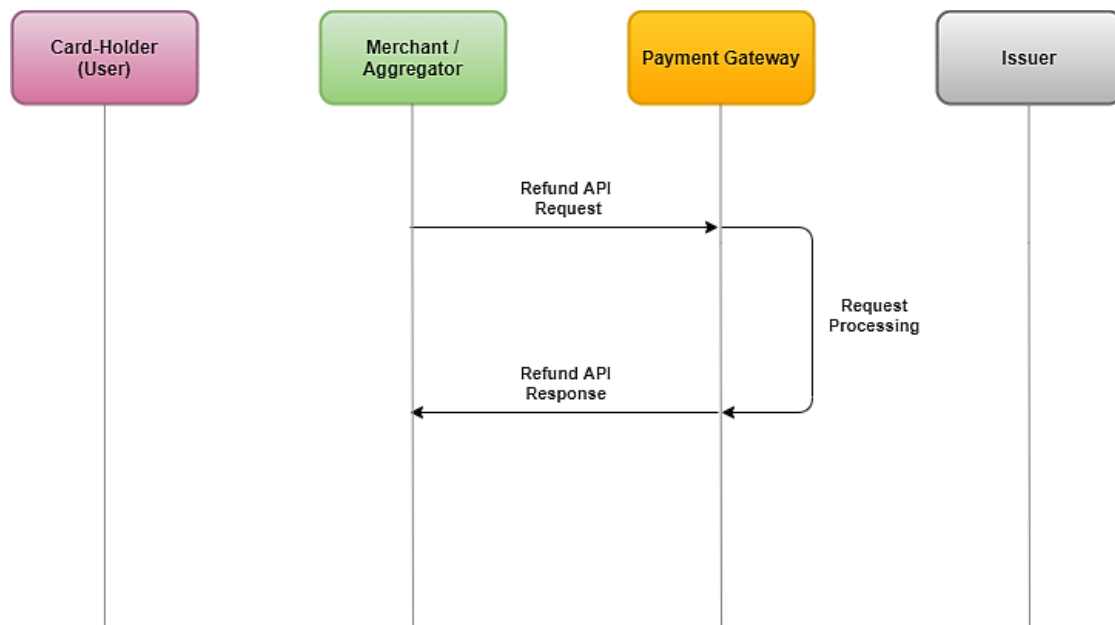 Card-Holder
(User)
Merchant /
Aggregator
Payment Gateway
Issuer
Refund API
Request
Request
Processing
Refund API
Response